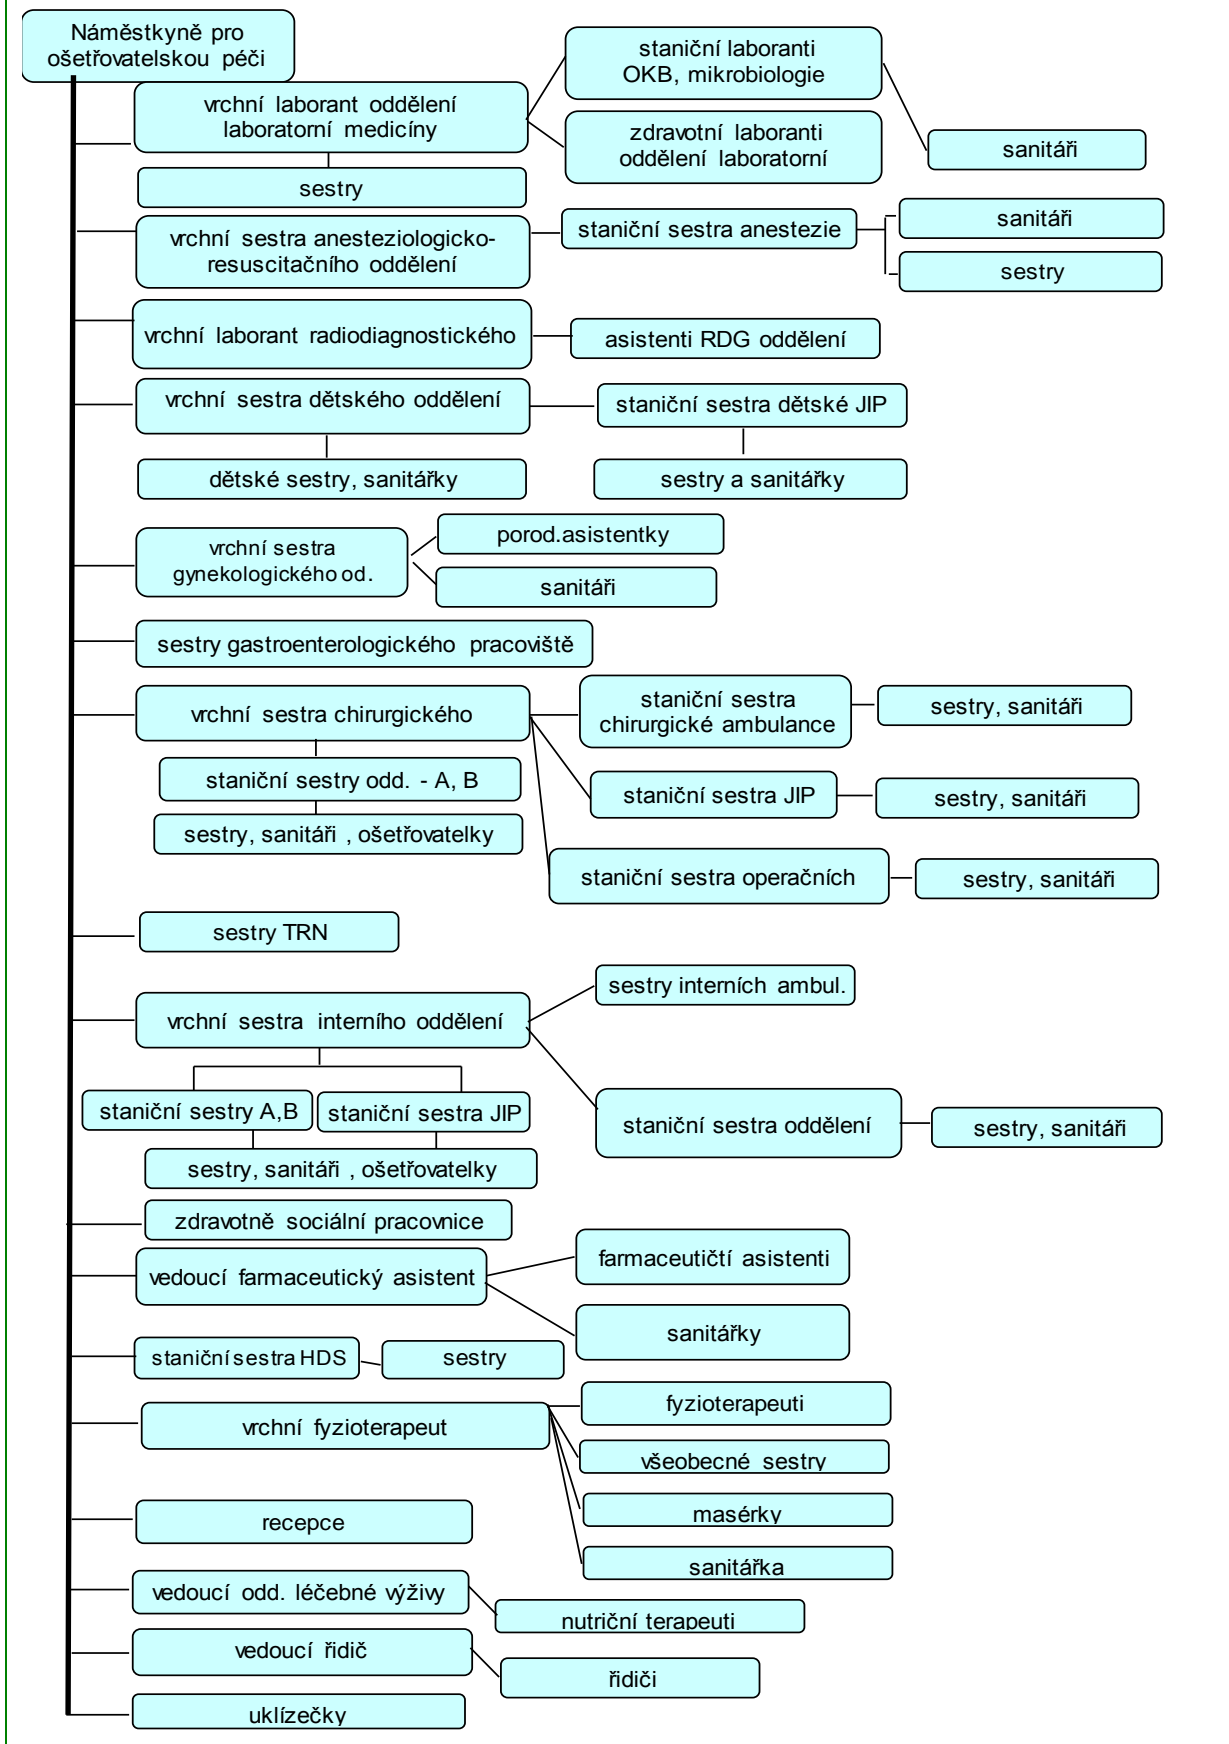 Náměstkyně pro
ošetřovatelskou péči
vrchní laborant oddělení
laboratorní medicíny
staniční laboranti
OKB, mikrobiologie
zdravotní laboranti
oddělení laboratorní
sanitáři
sestry
vrchní sestra anesteziologicko-
resuscitačního oddělení
staniční sestra anestezie
sanitáři
sestry
vrchní laborant radiodiagnostického
asistenti RDG oddělení
vrchní sestra dětského oddělení
staniční sestra dětské JIP
dětské sestry, sanitářky
sestry a sanitářky
vrchní sestra
gynekologického od.
porod.asistentky
sanitáři
sestry gastroenterologického pracoviště
vrchní sestra chirurgického
staniční sestra
chirurgické ambulance
sestry, sanitáři
staniční sestry odd. - A, B
staniční sestra JIP
sestry, sanitáři
sestry, sanitáři , ošetřovatelky
staniční sestra operačních
sestry, sanitáři
sestry TRN
sestry interních ambul.
vrchní sestra interního oddělení
staniční sestry A,B
staniční sestra JIP
staniční sestra oddělení
sestry, sanitáři
sestry, sanitáři , ošetřovatelky
zdravotně sociální pracovnice
vedoucí farmaceutický asistent
farmaceutičtí asistenti
sanitářky
staniční sestra HDS
sestry
vrchní fyzioterapeut
fyzioterapeuti
všeobecné sestry
masérky
sanitářka
recepce
vedoucí odd. léčebné výživy
nutriční terapeuti
vedoucí řidič
řidiči
uklízečky